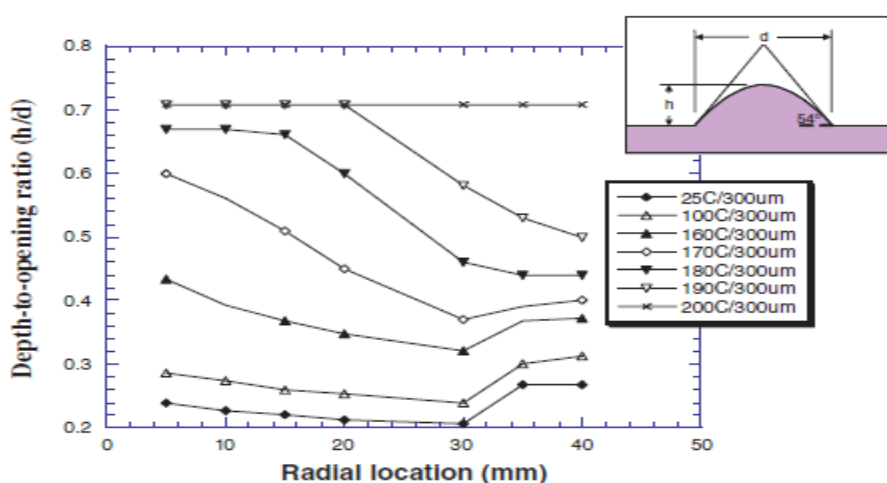 Depth-to-opening ratio (h/d)
0.8
0.7
0.6
0.5
0.4
0.3
0.2
0
10
20
30
40
50
Radial location (mm)
d
h
54°
25C/300um
100C/300um
160C/300um
170C/300um
180C/300um
190C/300um
200C/300um